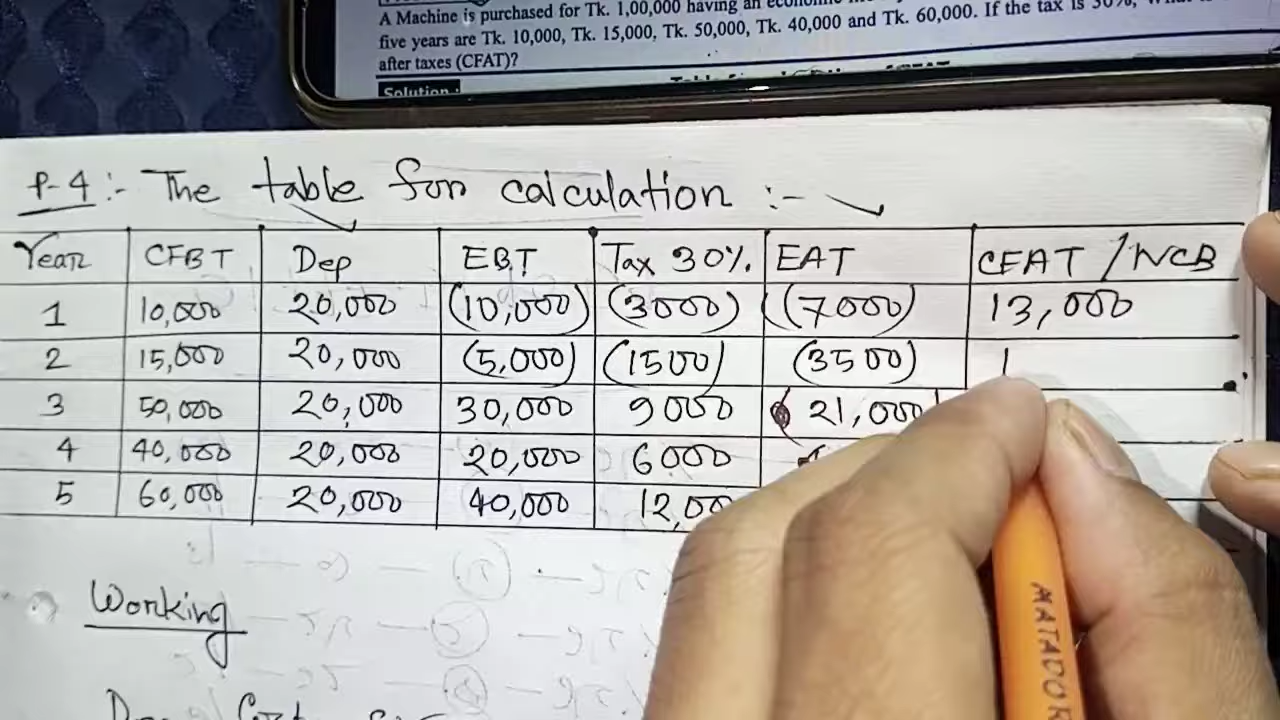 A Machine is purchased for Tk. 1,00,000 having an
five years are Tk. 10,000, Tk. 15,000, Tk. 50,000, Tk. 40,000 and Tk. 60,000. If the tax is 30%,
after taxes (CFAT)?
Solution :
P-4:- The table for calculation :-
Year CFBT Dep EBT Tax 30%. EAT CFAT / NCB
1 10,000 20,000 (10,000) (3000) (7000) 13,000
2 15,000 20,000 (5,000) (1500) (3500) 1
3 50,000 20,000 30,000 9000 21,000
4 40,000 20,000 20,000 6000
5 60,000 20,000 40,000 12,00
Working
MATADOR